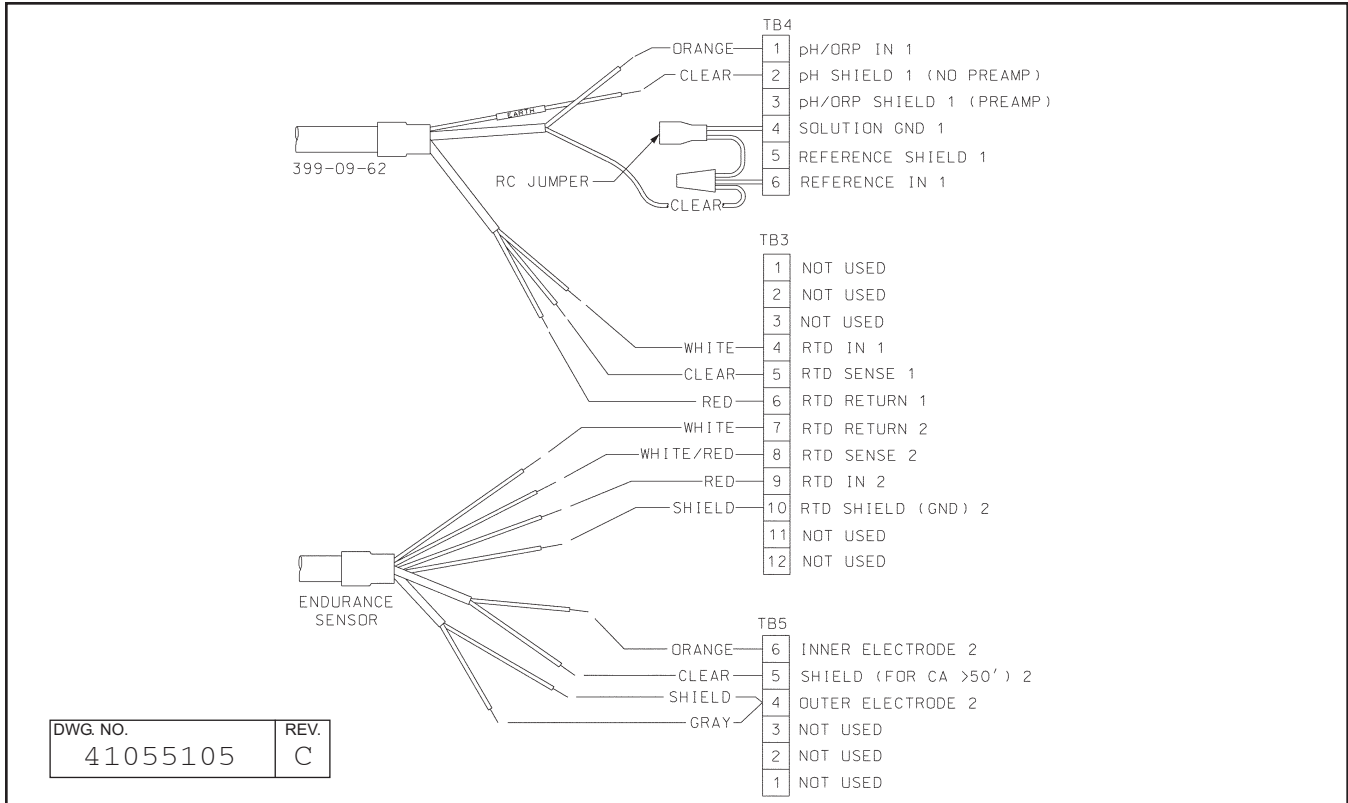 TB4
ORANGE 1 pH/ORP IN 1
CLEAR 2 pH SHIELD 1 (NO PREAMP)
EARTH
3 pH/ORP SHIELD 1 (PREAMP)
4 SOLUTION GND 1
399-09-62
5 REFERENCE SHIELD 1
RC JUMPER
6 REFERENCE IN 1
CLEAR
TB3
1 NOT USED
2 NOT USED
3 NOT USED
WHITE 4 RTD IN 1
CLEAR 5 RTD SENSE 1
RED 6 RTD RETURN 1
WHITE 7 RTD RETURN 2
WHITE/RED 8 RTD SENSE 2
RED 9 RTD IN 2
SHIELD 10 RTD SHIELD (GND) 2
11 NOT USED
12 NOT USED
ENDURANCE
SENSOR
TB5
ORANGE 6 INNER ELECTRODE 2
CLEAR 5 SHIELD (FOR CA >50') 2
SHIELD 4 OUTER ELECTRODE 2
GRAY
3 NOT USED
2 NOT USED
1 NOT USED
DWG. NO. REV.
41055105 C